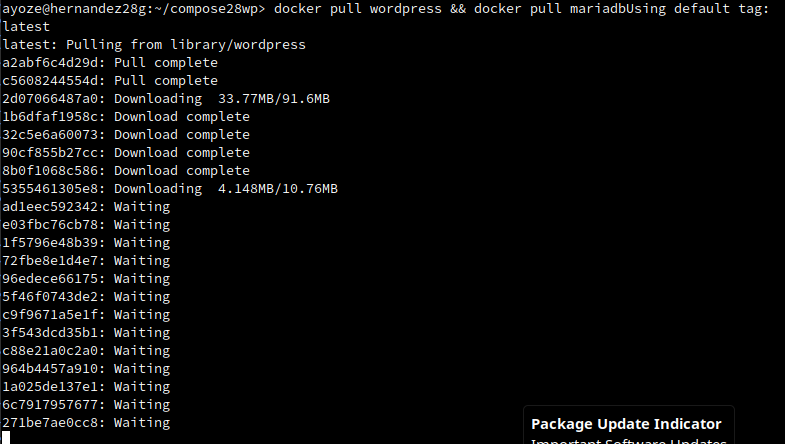 ayoze@hernandez28g:~/compose28wp> docker pull wordpress && docker pull mariadbUsing default tag:
latest
latest: Pulling from library/wordpress
a2abf6c4d29d: Pull complete
c5608244554d: Pull complete
2d07066487a0: Downloading  33.77MB/91.6MB
1b6dfaf1958c: Download complete
32c5e6a60073: Download complete
90cf855b27cc: Download complete
8b0f1068c586: Download complete
5355461305e8: Downloading  4.148MB/10.76MB
ad1eec592342: Waiting
e03fbc76cb78: Waiting
1f5796e48b39: Waiting
72fbe8e1d4e7: Waiting
96edece66175: Waiting
5f46f0743de2: Waiting
c9f9671a5e1f: Waiting
3f543dcd35b1: Waiting
c88e21a0c2a0: Waiting
964b4457a910: Waiting
1a025de137e1: Waiting
6c7917957677: Waiting
271be7ae0cc8: Waiting
Package Update Indicator
Important Software Updates